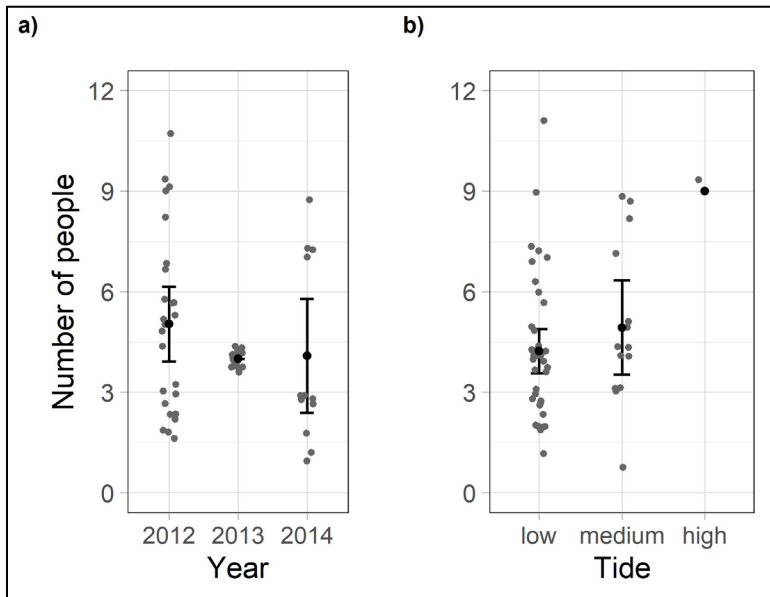 a)
Number of people
12
9
6
3
0
2012 2013 2014
Year
b)
12
9
6
3
0
low medium high
Tide